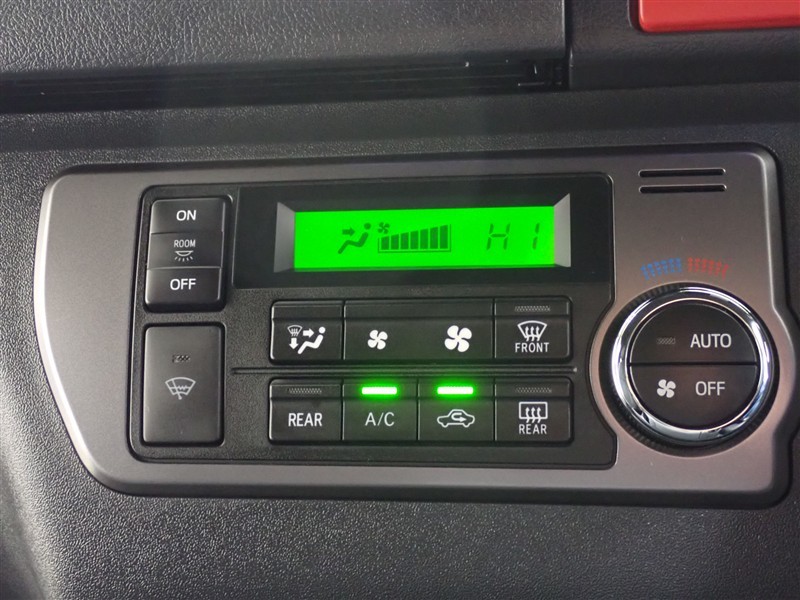 ON
ROOM
OFF
HI
FRONT
REAR
A/C
REAR
AUTO
OFF